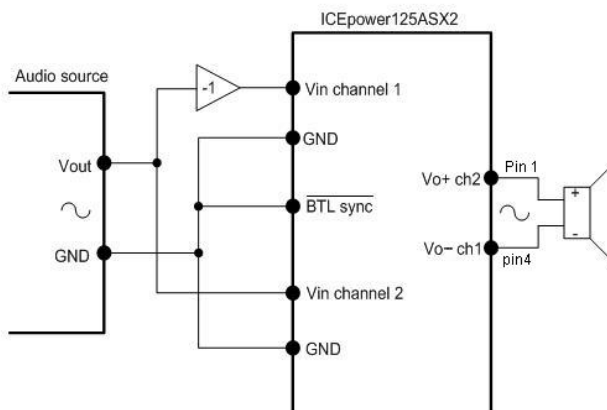 ICEpower125ASX2
Audio source
-1
Vin channel 1
GND
Vout
Pin 1
Vo+ ch2
+
BTL sync
GND
Vo− ch1
-
pin4
Vin channel 2
GND